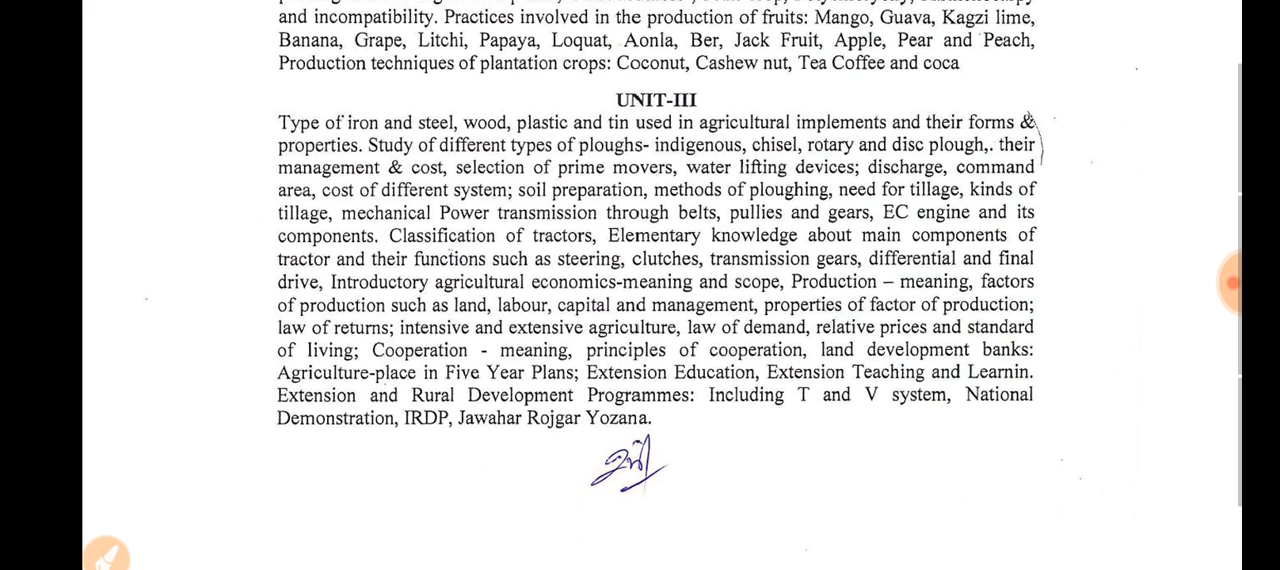 and incompatibility. Practices involved in the production of fruits: Mango, Guava, Kagzi lime,
Banana, Grape, Litchi, Papaya, Loquat, Aonla, Ber, Jack Fruit, Apple, Pear and Peach,
Production techniques of plantation crops: Coconut, Cashew nut, Tea Coffee and coca
UNIT-III
Type of iron and steel, wood, plastic and tin used in agricultural implements and their forms &
properties. Study of different types of ploughs- indigenous, chisel, rotary and disc plough,. their
management & cost, selection of prime movers, water lifting devices; discharge, command
area, cost of different system; soil preparation, methods of ploughing, need for tillage, kinds of
tillage, mechanical Power transmission through belts, pullies and gears, EC engine and its
components. Classification of tractors, Elementary knowledge about main components of
tractor and their functions such as steering, clutches, transmission gears, differential and final
drive, Introductory agricultural economics-meaning and scope, Production – meaning, factors
of production such as land, labour, capital and management, properties of factor of production;
law of returns; intensive and extensive agriculture, law of demand, relative prices and standard
of living; Cooperation - meaning, principles of cooperation, land development banks:
Agriculture-place in Five Year Plans; Extension Education, Extension Teaching and Learnin.
Extension and Rural Development Programmes: Including T and V system, National
Demonstration, IRDP, Jawahar Rojgar Yozana.